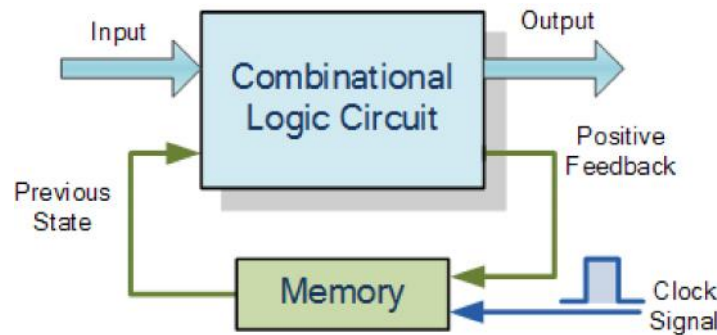 Input
Output
Combinational
Logic Circuit
Positive
Feedback
Previous
State
Memory
Clock
Signal